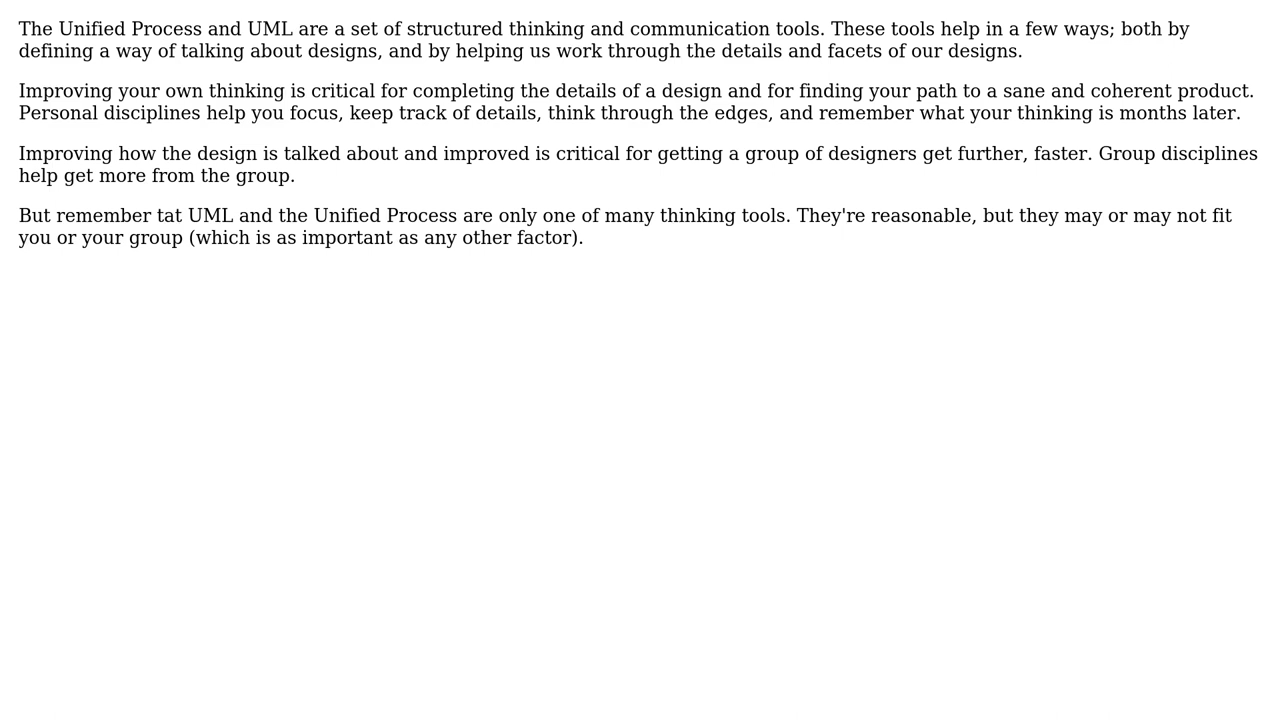 The Unified Process and UML are a set of structured thinking and communication tools. These tools help in a few ways; both by
defining a way of talking about designs, and by helping us work through the details and facets of our designs.
Improving your own thinking is critical for completing the details of a design and for finding your path to a sane and coherent product.
Personal disciplines help you focus, keep track of details, think through the edges, and remember what your thinking is months later.
Improving how the design is talked about and improved is critical for getting a group of designers get further, faster. Group disciplines
help get more from the group.
But remember tat UML and the Unified Process are only one of many thinking tools. They're reasonable, but they may or may not fit
you or your group (which is as important as any other factor).